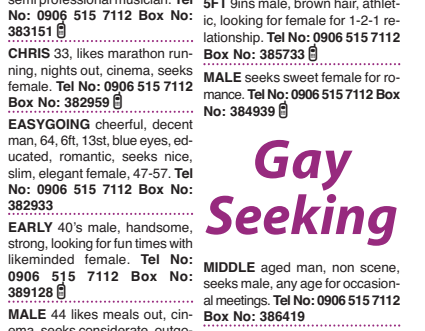 semi professional musician. Tel
No: 0906 515 7112 Box No:
383151
CHRIS 33, likes marathon run-
ning, nights out, cinema, seeks
female. Tel No: 0906 515 7112
Box No: 382959
EASYGOING cheerful, decent
man, 64, 6ft, 13st, blue eyes, ed-
ucated, romantic, seeks nice,
slim, elegant female, 47-57. Tel
No: 0906 515 7112 Box No:
382933
EARLY 40's male, handsome,
strong, looking for fun times with
likeminded female. Tel No:
0906 515 7112 Box No:
389128
MALE 44 likes meals out, cin-
ema, seeks considerate, outgo-
5FT 9ins male, brown hair, athlet-
ic, looking for female for 1-2-1 re-
lationship. Tel No: 0906 515 7112
Box No: 385733
MALE seeks sweet female for ro-
mance. Tel No: 0906 515 7112 Box
No: 384939
Gay
Seeking
MIDDLE aged man, non scene,
seeks male, any age for occasion-
al meetings. Tel No: 0906 515 7112
Box No: 386419